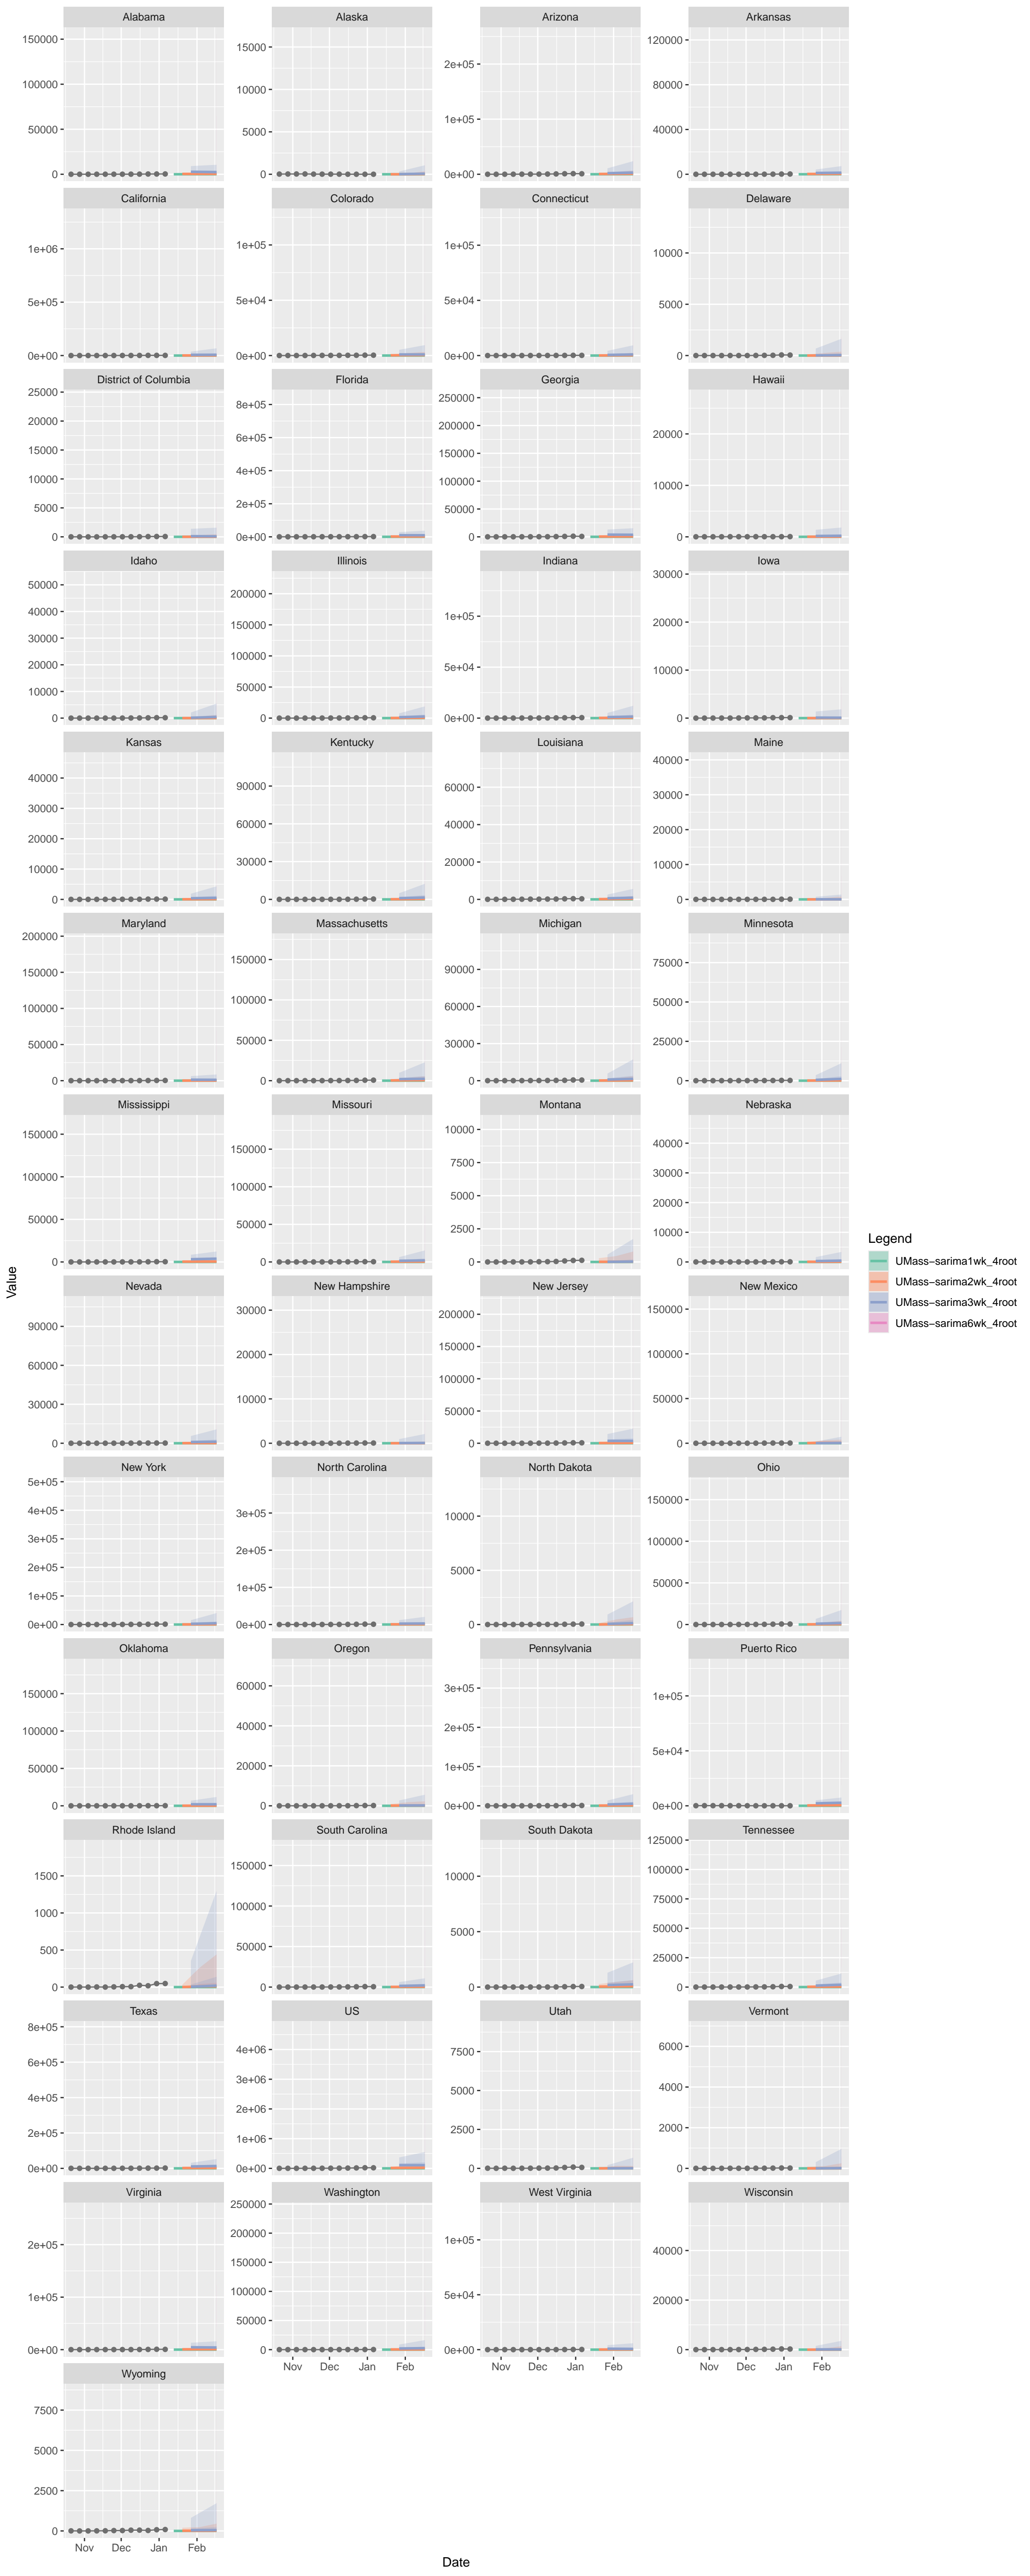 Alabama Alaska Arizona Arkansas
150000 15000 2e+05 120000
100000 10000 1e+05 80000
50000 5000 0e+00 40000
0 0 0
California Colorado Connecticut Delaware
1e+06 1e+05 1e+05 10000
5e+05 5e+04 5e+04 5000
0e+00 0e+00 0e+00 0
District of Columbia Florida Georgia Hawaii
25000 8e+05 250000 20000
20000 6e+05 200000 10000
15000 4e+05 150000 0
10000 2e+05 100000
5000 0e+00 50000
0 0
Idaho Illinois Indiana Iowa
50000 200000 1e+05 30000
40000 150000 5e+04 20000
30000 100000 0e+00 10000
20000 50000 0
10000 0
0
Kansas Kentucky Louisiana Maine
40000 90000 60000 40000
30000 60000 40000 30000
20000 30000 20000 20000
10000 0 0 10000
0 0
Maryland Massachusetts Michigan Minnesota
200000 150000 90000 75000
150000 100000 60000 50000
100000 50000 30000 25000
50000 0 0 0
0
Mississippi Missouri Montana Nebraska
150000 150000 10000 40000
100000 100000 7500 30000
50000 50000 5000 20000
0 0 2500 10000
0 0
Nevada New Hampshire New Jersey New Mexico
90000 30000 200000 150000
60000 20000 150000 100000
30000 10000 100000 50000
0 0 50000 0
0
New York North Carolina North Dakota Ohio
5e+05 3e+05 10000 150000
4e+05 2e+05 5000 100000
3e+05 1e+05 0 50000
2e+05 0e+00 0
1e+05
0e+00
Oklahoma Oregon Pennsylvania Puerto Rico
150000 60000 3e+05 1e+05
100000 40000 2e+05 5e+04
50000 20000 1e+05 0e+00
0 0 0e+00
Rhode Island South Carolina South Dakota Tennessee
1500 150000 10000 125000
1000 100000 5000 100000
500 50000 0 75000
0 0 50000
25000
0
Texas US Utah Vermont
8e+05 4e+06 7500 6000
6e+05 3e+06 5000 4000
4e+05 2e+06 2500 2000
2e+05 1e+06 0 0
0e+00 0e+00
Virginia Washington West Virginia Wisconsin
2e+05 250000 1e+05 40000
1e+05 200000 5e+04 20000
0e+00 150000 0e+00 0
100000
50000
0
Nov Dec Jan Feb Nov Dec Jan Feb Nov Dec Jan Feb
Wyoming
7500
5000
2500
0
Nov Dec Jan Feb
Date
Value
Legend
UMass−sarima1wk_4root
UMass−sarima2wk_4root
UMass−sarima3wk_4root
UMass−sarima6wk_4root